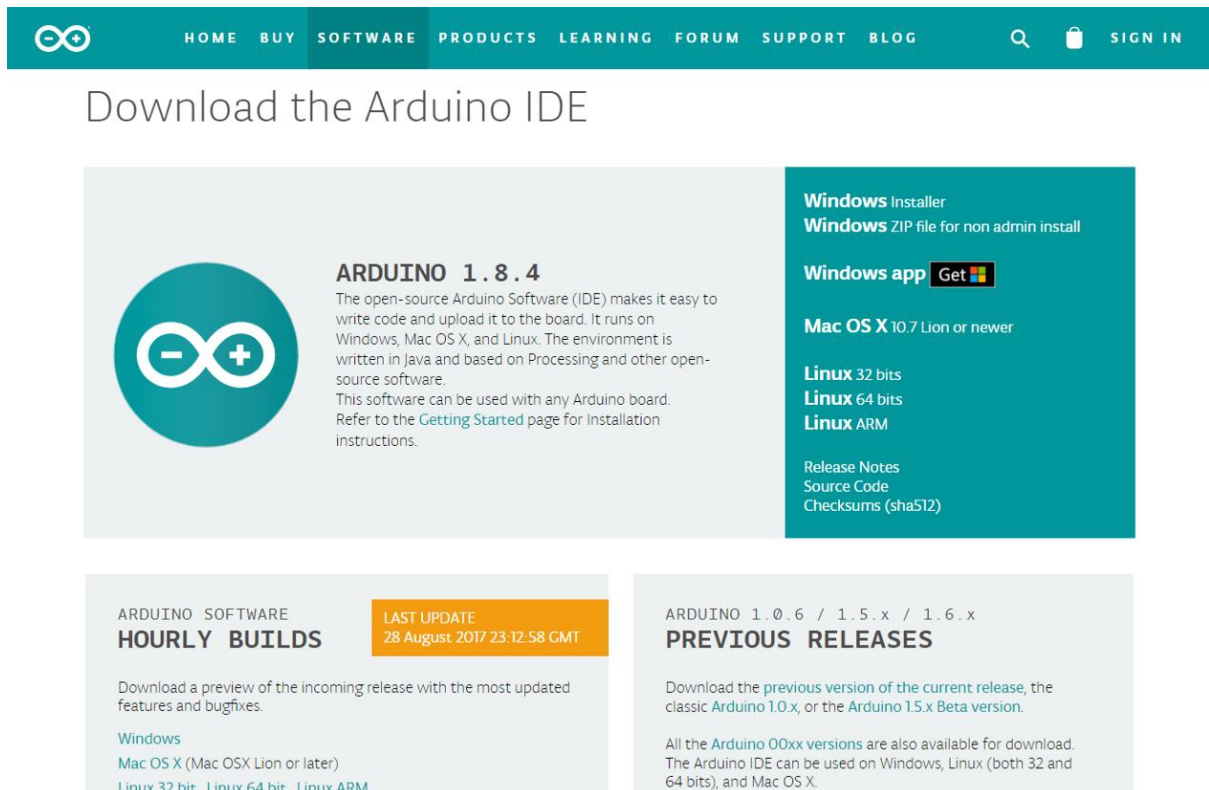 HOME BUY SOFTWARE PRODUCTS LEARNING FORUM SUPPORT BLOG SIGN IN
Download the Arduino IDE
ARDUINO 1.8.4
The open-source Arduino Software (IDE) makes it easy to
write code and upload it to the board. It runs on
Windows, Mac OS X, and Linux. The environment is
written in Java and based on Processing and other open-
source software.
This software can be used with any Arduino board.
Refer to the Getting Started page for Installation
instructions.
Windows Installer
Windows ZIP file for non admin install
Windows app Get
Mac OS X 10.7 Lion or newer
Linux 32 bits
Linux 64 bits
Linux ARM
Release Notes
Source Code
Checksums (sha512)
ARDUINO SOFTWARE
HOURLY BUILDS
LAST UPDATE
28 August 2017 23:12:58 GMT
Download a preview of the incoming release with the most updated
features and bugfixes.
Windows
Mac OS X (Mac OSX Lion or later)
Linux 32 bit, Linux 64 bit, Linux ARM
ARDUINO 1.0.6 / 1.5.x / 1.6.x
PREVIOUS RELEASES
Download the previous version of the current release, the
classic Arduino 1.0.x, or the Arduino 1.5.x Beta version.
All the Arduino 00xx versions are also available for download.
The Arduino IDE can be used on Windows, Linux (both 32 and
64 bits), and Mac OS X.